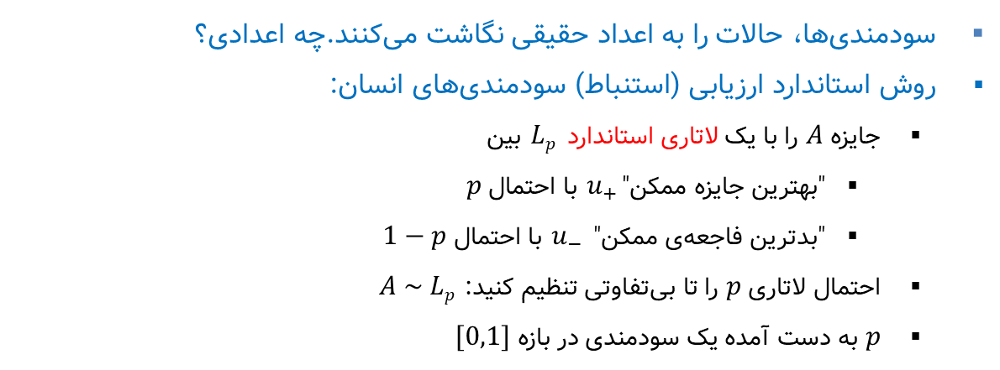 ▪ سودمندی‌ها، حالات را به اعداد حقیقی نگاشت می‌کنند.چه اعدادی؟
▪ روش استاندارد ارزیابی (استنباط) سودمندی‌های انسان:
▪ جایزه A را با یک لاتاری استاندارد L_p بین
▪ "بهترین جایزه ممکن" u_+ با احتمال p
▪ "بدترین فاجعه‌ی ممکن" u_− با احتمال 1 − p
▪ احتمال لاتاری p را تا بی‌تفاوتی تنظیم کنید: A ~ L_p
▪ p به دست آمده یک سودمندی در بازه [0,1]